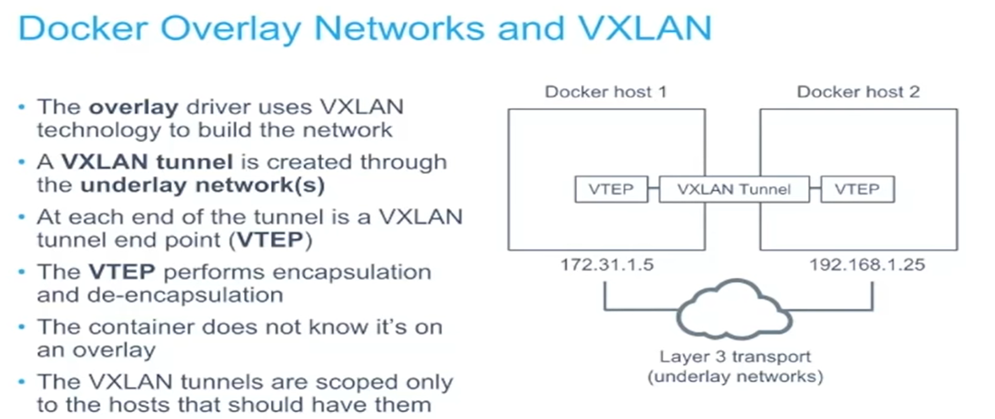 Docker Overlay Networks and VXLAN
• The overlay driver uses VXLAN
technology to build the network
• A VXLAN tunnel is created through
the underlay network(s)
• At each end of the tunnel is a VXLAN
tunnel end point (VTEP)
• The VTEP performs encapsulation
and de-encapsulation
• The container does not know it's on
an overlay
• The VXLAN tunnels are scoped only
to the hosts that should have them
Docker host 1
Docker host 2
VTEP
VXLAN Tunnel
VTEP
172.31.1.5
192.168.1.25
Layer 3 transport
(underlay networks)